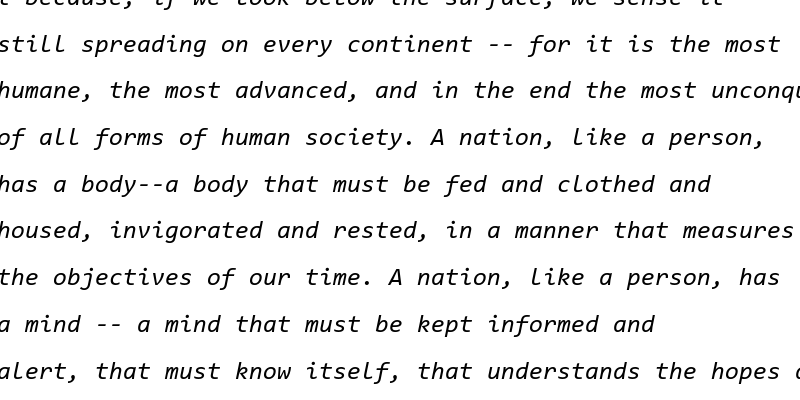 because, if we look below the surface, we sense it
still spreading on every continent -- for it is the most
humane, the most advanced, and in the end the most
of all forms of human society. A nation, like a person,
has a body--a body that must be fed and clothed and
housed, invigorated and rested, in a manner that measures
the objectives of our time. A nation, like a person, has
a mind -- a mind that must be kept informed and
alert, that must know itself, that understands the hopes